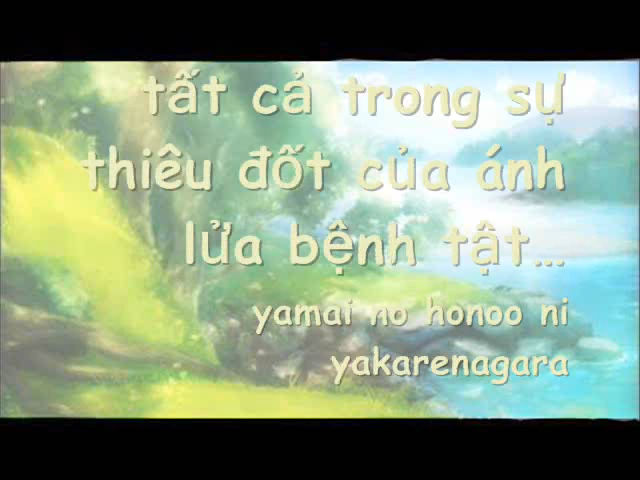 tất cả trong sự
thiêu đốt của ánh
lửa bệnh tật...
yamai no honoo ni
yakarenagara